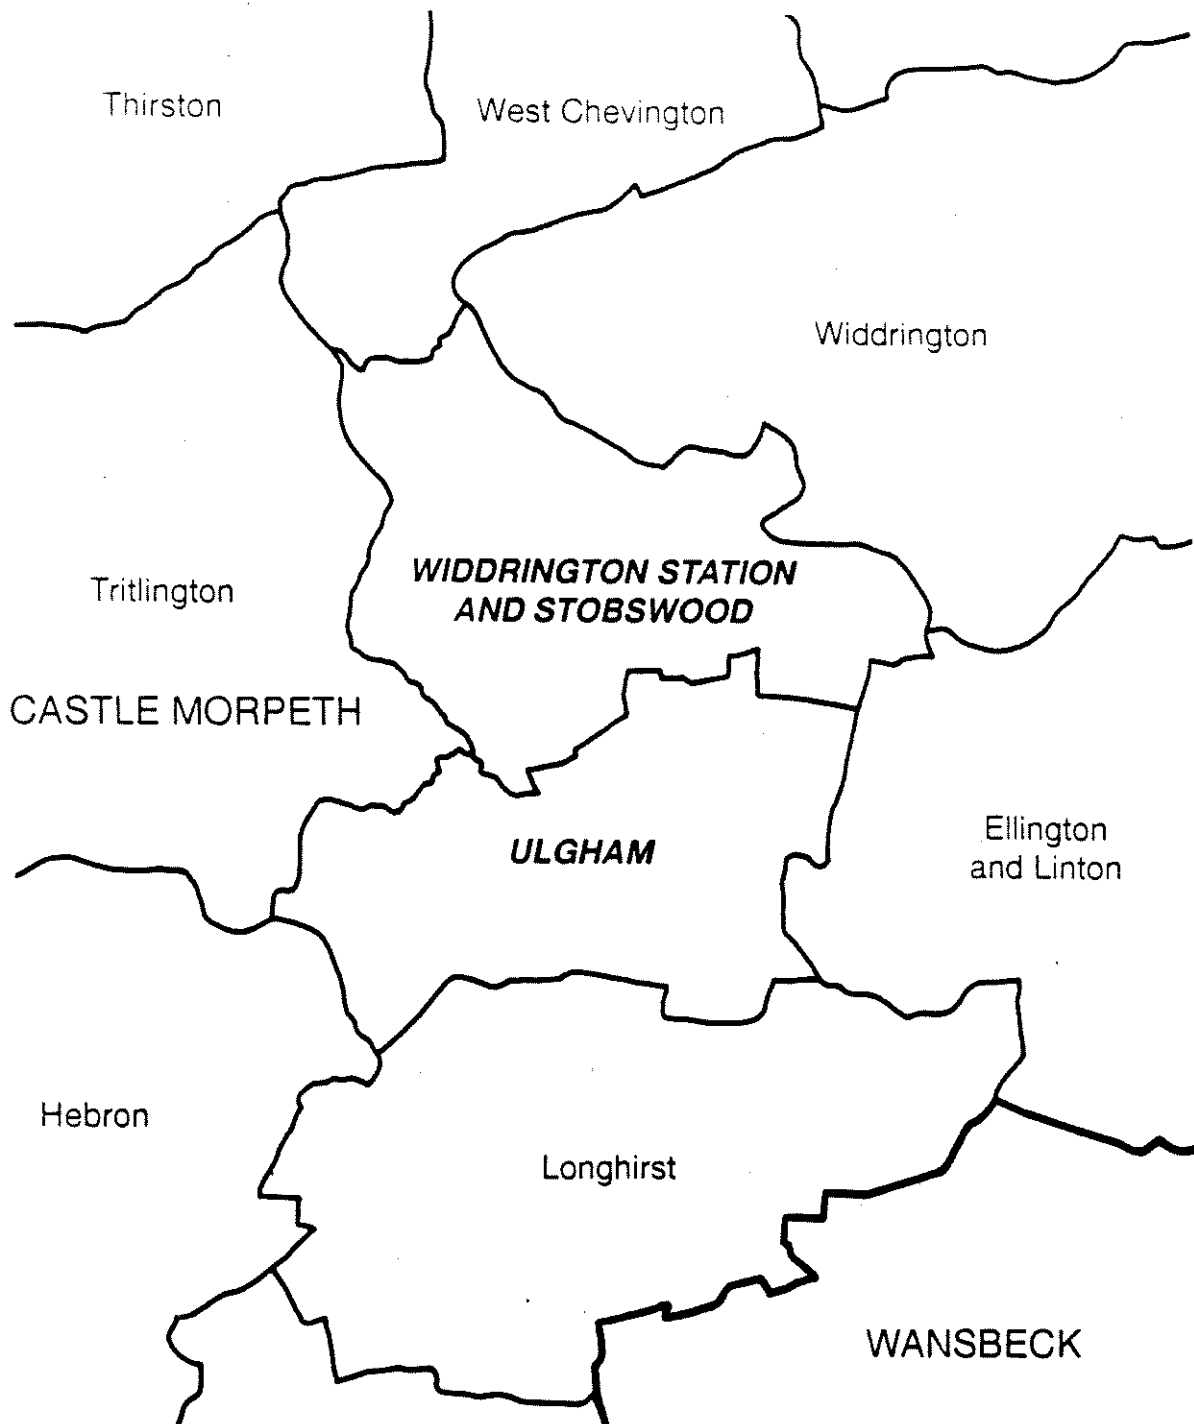 Thirston
West Chevington
Widdrington
WIDDRINGTON STATION
AND STOBSWOOD
Tritlington
CASTLE MORPETH
ULGHAM
Ellington
and Linton
Hebron
Longhirst
WANSBECK